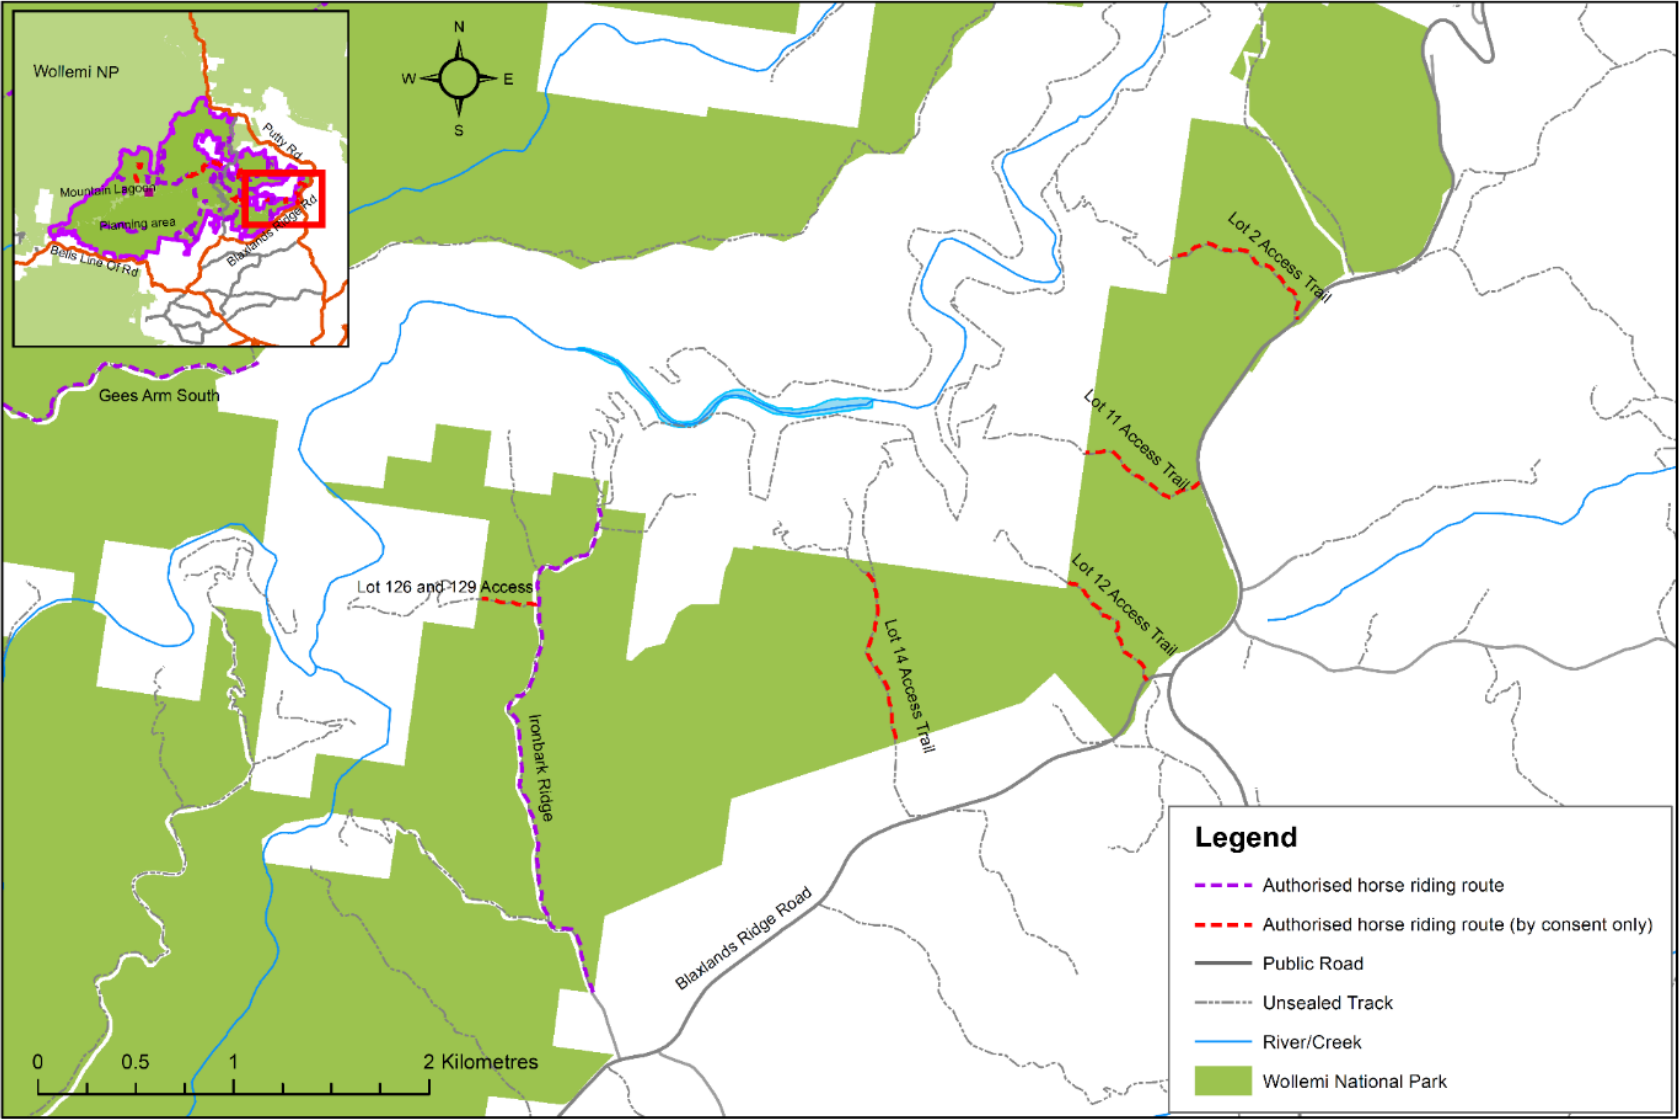 Wollemi NP
Putty Rd
Mountain Lagoon
Planning area
Blaxlands Ridge Rd
Bells Line Of Rd
N
W
E
S
Lot 2 Access Trail
Gees Arm South
Lot 11 Access Trail
Lot 126 and 129 Access
Lot 12 Access Trail
Lot 14 Access Trail
Ironbark Ridge
Blaxlands Ridge Road
0 0.5 1 2 Kilometres
Legend
Authorised horse riding route
Authorised horse riding route (by consent only)
Public Road
Unsealed Track
River/Creek
Wollemi National Park